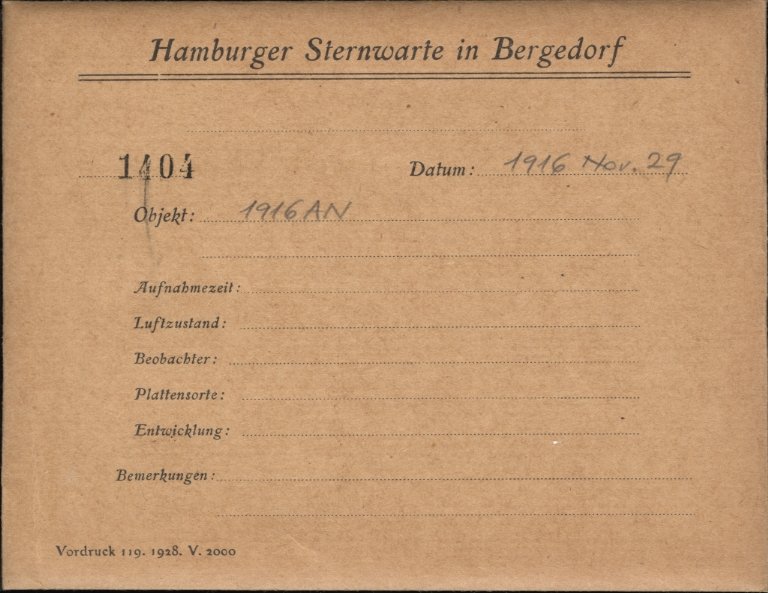 Hamburger Sternwarte in Bergedorf
1404 Datum: 1916 Nov. 29
Objekt: 1916 AN
Aufnahmezeit:
Luftzustand:
Beobachter:
Plattensorte:
Entwicklung:
Bemerkungen:
Vordruck 119. 1928. V. 2000